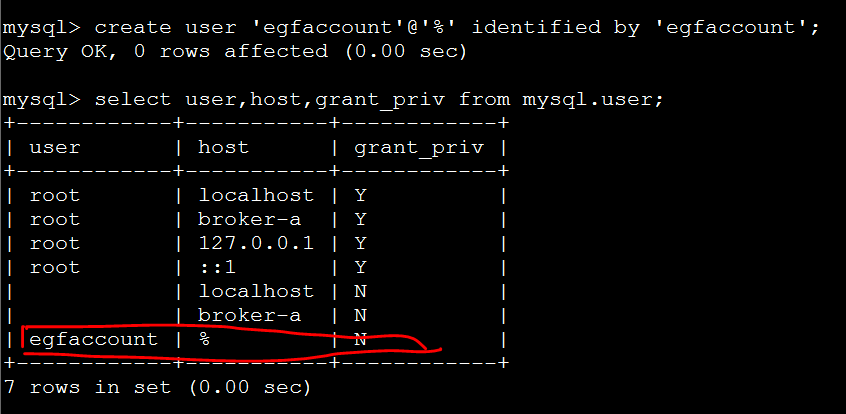 mysql> create user 'egfaccount'@'%' identified by 'egfaccount';
Query OK, 0 rows affected (0.00 sec)
mysql> select user,host,grant_priv from mysql.user;
+------------+-----------+------------+
| user       | host      | grant_priv |
+------------+-----------+------------+
| root       | localhost | Y          |
| root       | broker-a  | Y          |
| root       | 127.0.0.1 | Y          |
| root       | ::1       | Y          |
|            | localhost | N          |
|            | broker-a  | N          |
| egfaccount | %         | N          |
+------------+-----------+------------+
7 rows in set (0.00 sec)